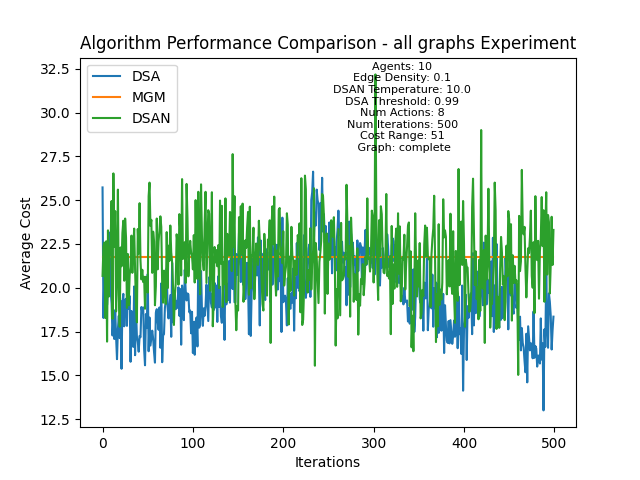 Algorithm Performance Comparison - all graphs Experiment
DSA
MGM
DSAN
Agents: 10
Edge Density: 0.1
DSAN Temperature: 10.0
DSA Threshold: 0.99
Num Actions: 8
Num Iterations: 500
Cost Range: 51
Graph: complete
Average Cost
32.5
30.0
27.5
25.0
22.5
20.0
17.5
15.0
12.5
0
100
200
300
400
500
Iterations